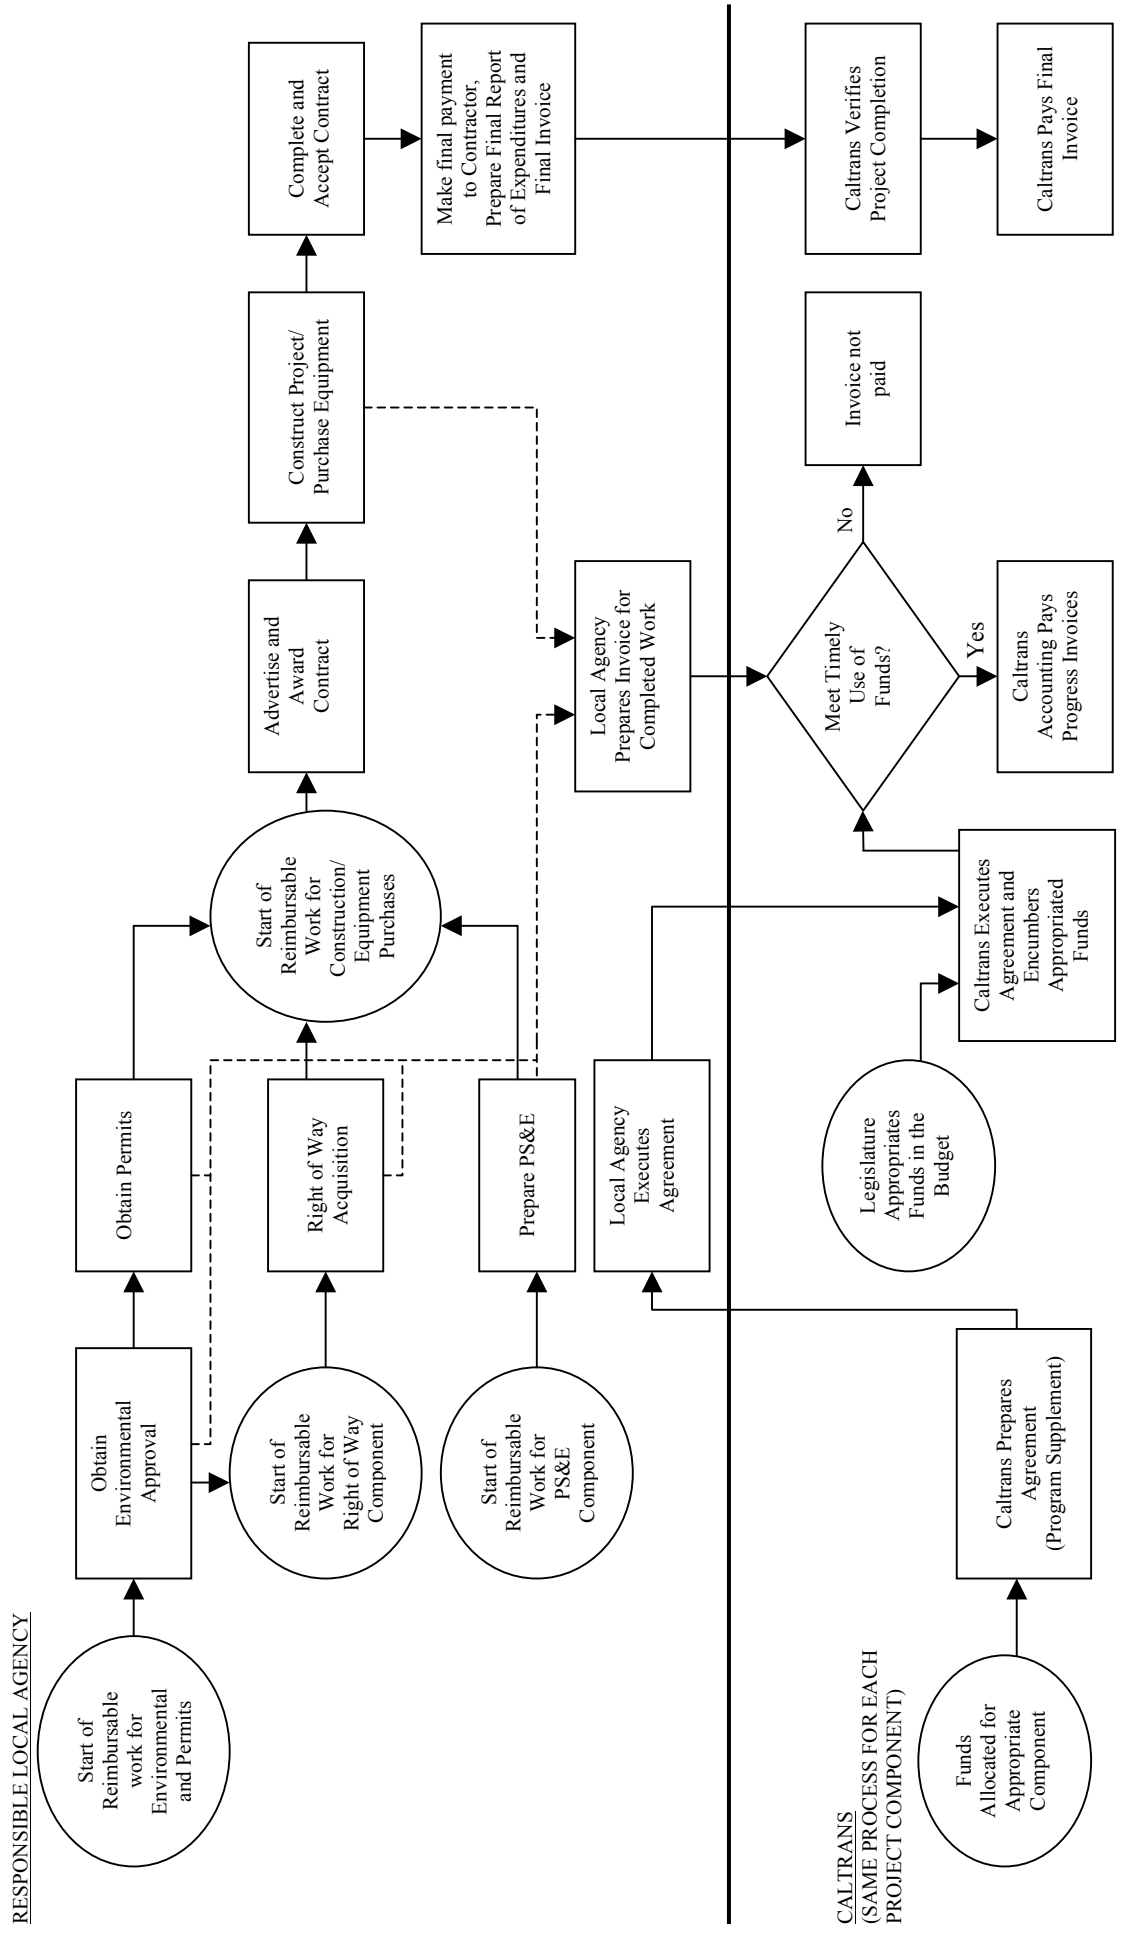 RESPONSIBLE LOCAL AGENCY
Start of
Reimbursable
work for
Environmental
and Permits
Obtain
Environmental
Approval
Obtain Permits
Start of
Reimbursable
Work for
Right of Way
Component
Right of Way
Acquisition
Start of
Reimbursable
Work for
PS&E
Component
Prepare PS&E
Start of
Reimbursable
Work for
Construction/
Equipment
Purchases
Advertise and
Award
Contract
Construct Project/
Purchase Equipment
Complete and
Accept Contract
Make final payment
to Contractor,
Prepare Final Report
of Expenditures and
Final Invoice
Local Agency
Executes
Agreement
Local Agency
Prepares Invoice for
Completed Work
CALTRANS
(SAME PROCESS FOR EACH
PROJECT COMPONENT)
Funds
Allocated for
Appropriate
Component
Caltrans Prepares
Agreement
(Program Supplement)
Legislature
Appropriates
Funds in the
Budget
Caltrans Executes
Agreement and
Encumbers
Appropriated
Funds
Meet Timely
Use of
Funds?
No
Invoice not
paid
Yes
Caltrans
Accounting Pays
Progress Invoices
Caltrans Verifies
Project Completion
Caltrans Pays Final
Invoice